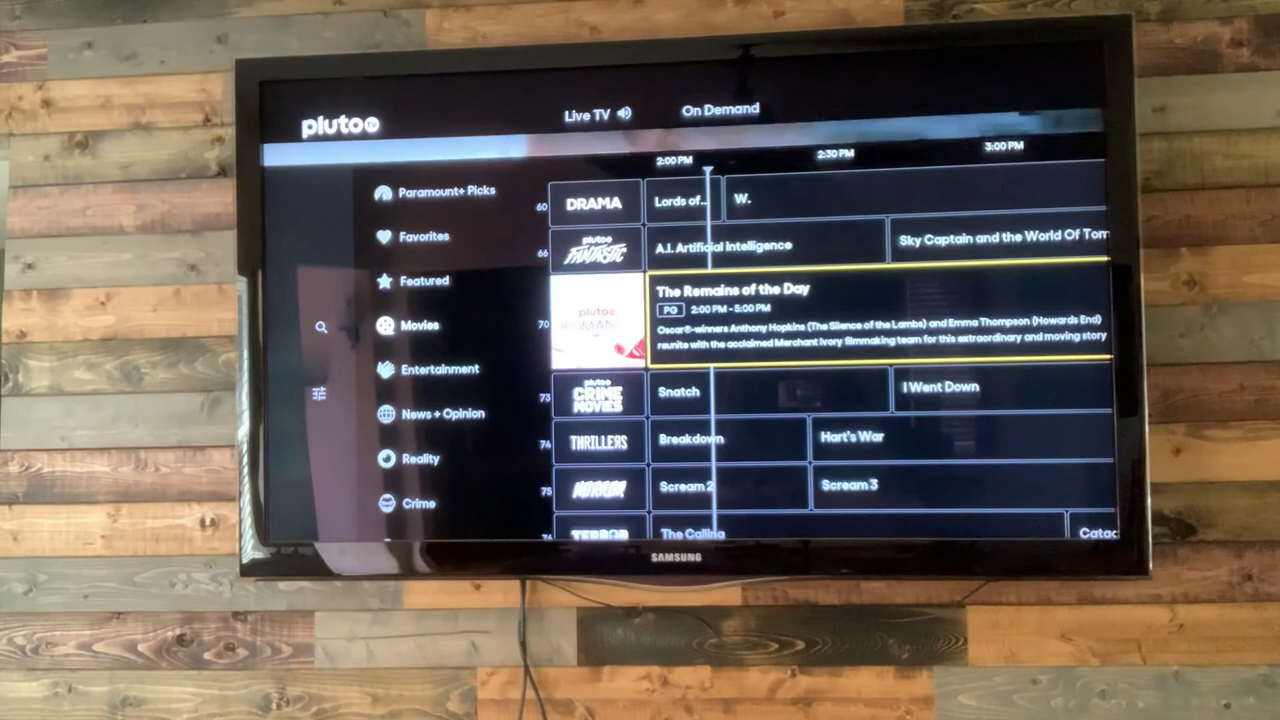 pluto tv
Live TV
On Demand
2:00 PM
2:30 PM
3:00 PM
Paramount+ Picks
Favorites
Featured
Movies
Entertainment
News + Opinion
Reality
Crime
60
DRAMA
Lords of...
W.
66
pluto
FANTASTIC
A.I. Artificial Intelligence
Sky Captain and the World Of Tom
70
pluto
The Remains of the Day
PG
2:00 PM - 5:00 PM
Oscar®-winners Anthony Hopkins (The Silence of the Lambs) and Emma Thompson (Howards End)
reunite with the acclaimed Merchant Ivory filmmaking team for this extraordinary and moving story
73
pluto
CRIME
MOVIES
Snatch
I Went Down
74
THRILLERS
Breakdown
Hart's War
75
HORROR
Scream 2
Scream 3
76
TERROR
The Calling
Catac
SAMSUNG